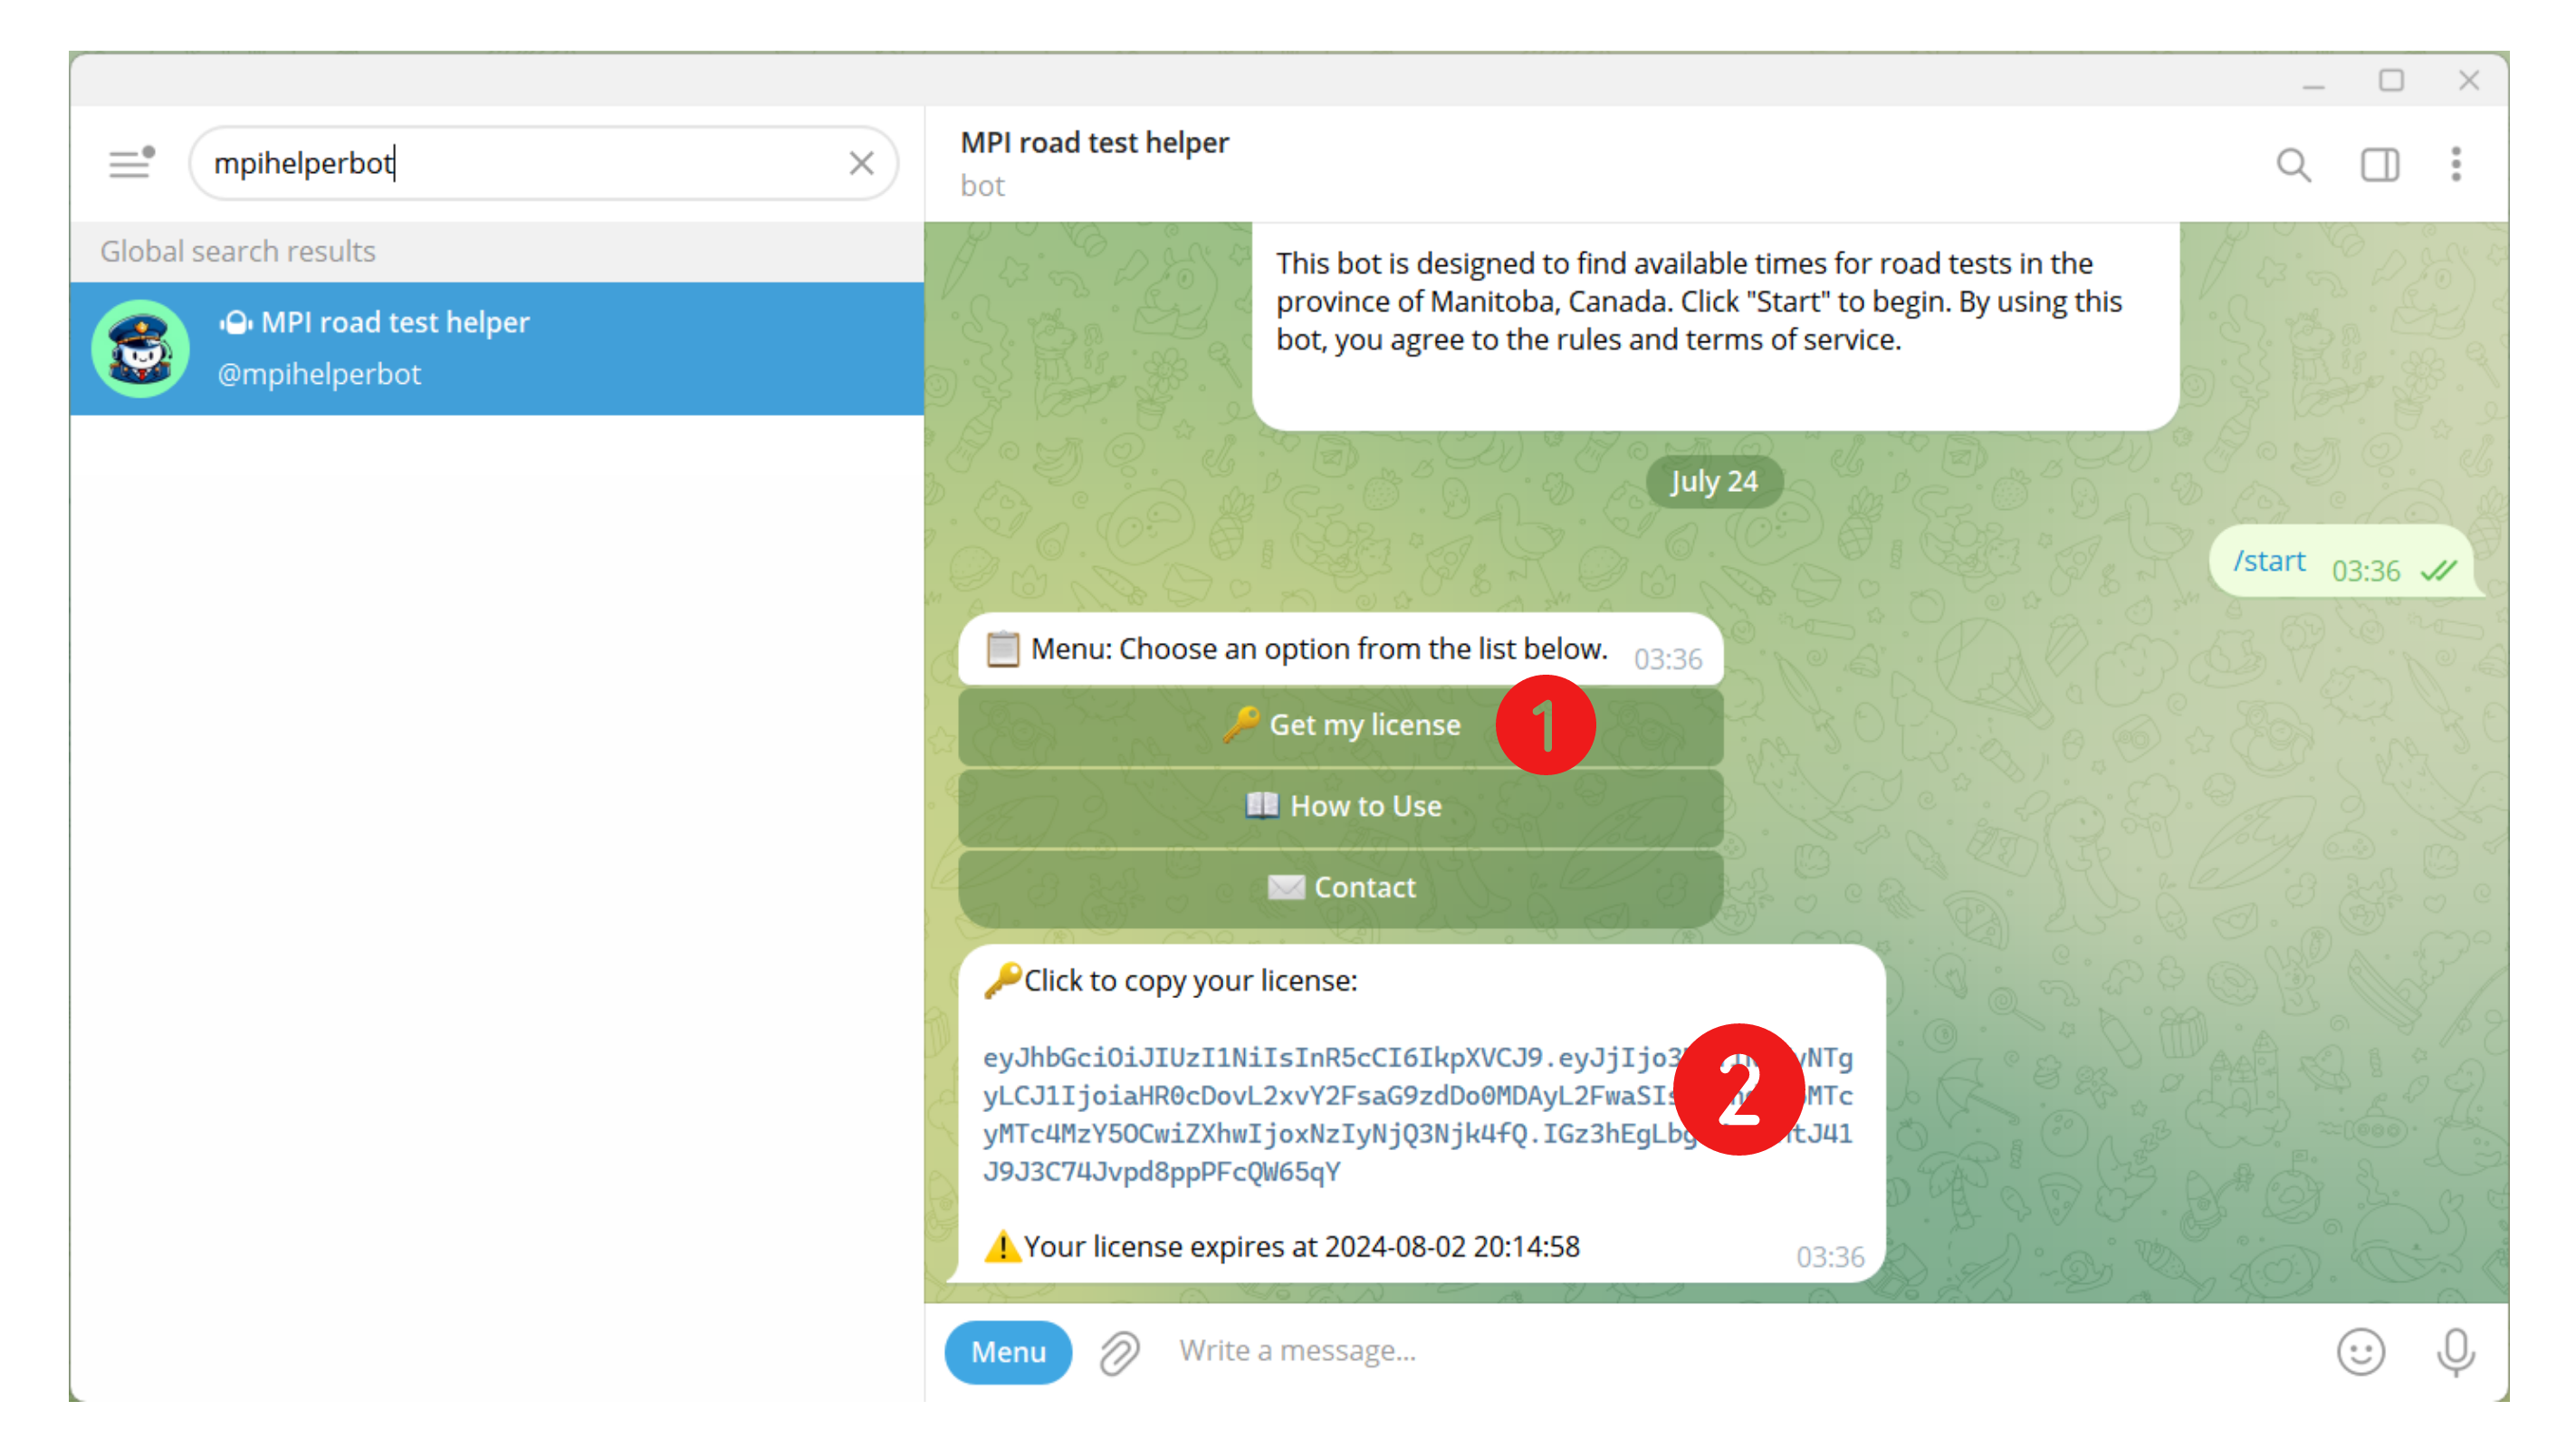 mpihelperbot
Global search results
MPI road test helper
@mpihelperbot
MPI road test helper
bot
This bot is designed to find available times for road tests in the
province of Manitoba, Canada. Click "Start" to begin. By using this
bot, you agree to the rules and terms of service.
July 24
/start 03:36
Menu: Choose an option from the list below. 03:36
Get my license 1
How to Use
Contact
Click to copy your license:
eyJhbGciOiJIUzI1NiIsInR5cCI6IkpXVCJ9.eyJjIjo3 yNTg
yLCJ1IjoiaHR0cDovL2xvY2FsaG9zdDo0MDAyL2FwaSIs 2 MTc
yMTc4MzY5OCwiZXhwIjoxNzIyNjQ3Njk4fQ.IGz3hEgLbg tJ41
J9J3C74Jvpd8ppPFcQW65qY
Your license expires at 2024-08-02 20:14:58 03:36
Menu Write a message...